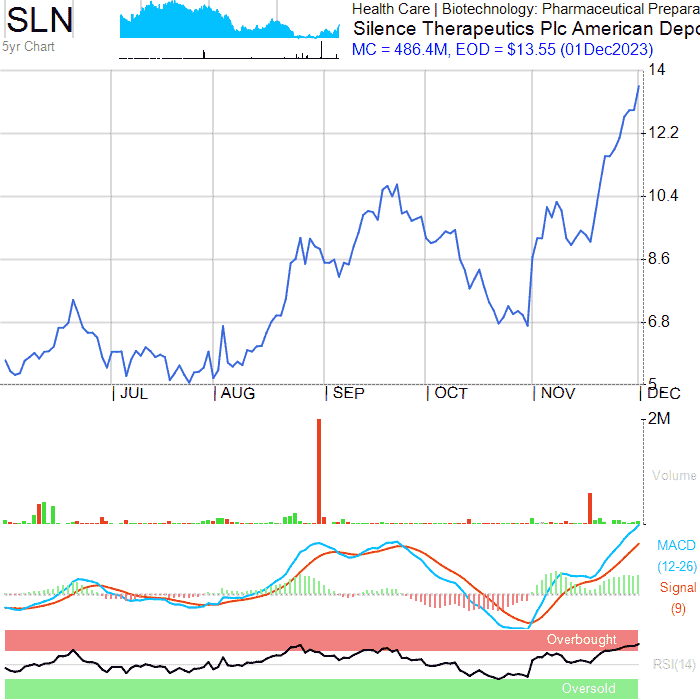 SLN
5yr Chart
Health Care | Biotechnology: Pharmaceutical Prepara
Silence Therapeutics Plc American Depo
MC = 486.4M, EOD = $13.55 (01Dec2023)
14
12.2
10.4
8.6
6.8
5
JUL AUG SEP OCT NOV DEC
2M
Volume
MACD
(12-26)
Signal
(9)
Overbought
RSI(14)
Oversold